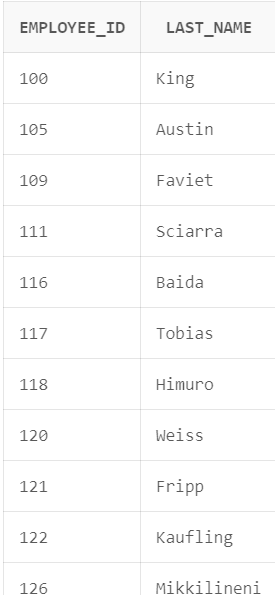 EMPLOYEE_ID LAST_NAME
100 King
105 Austin
109 Faviet
111 Sciarra
116 Baida
117 Tobias
118 Himuro
120 Weiss
121 Fripp
122 Kaufling
126 Mikkilineni